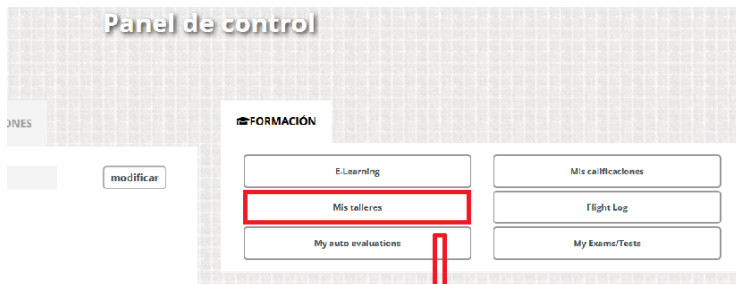 Panel de control
ONES
FORMACIÓN
modificar
E-Learning
Mis calificaciones
Mis talleres
Flight Log
My auto evaluations
My Exams/Tests